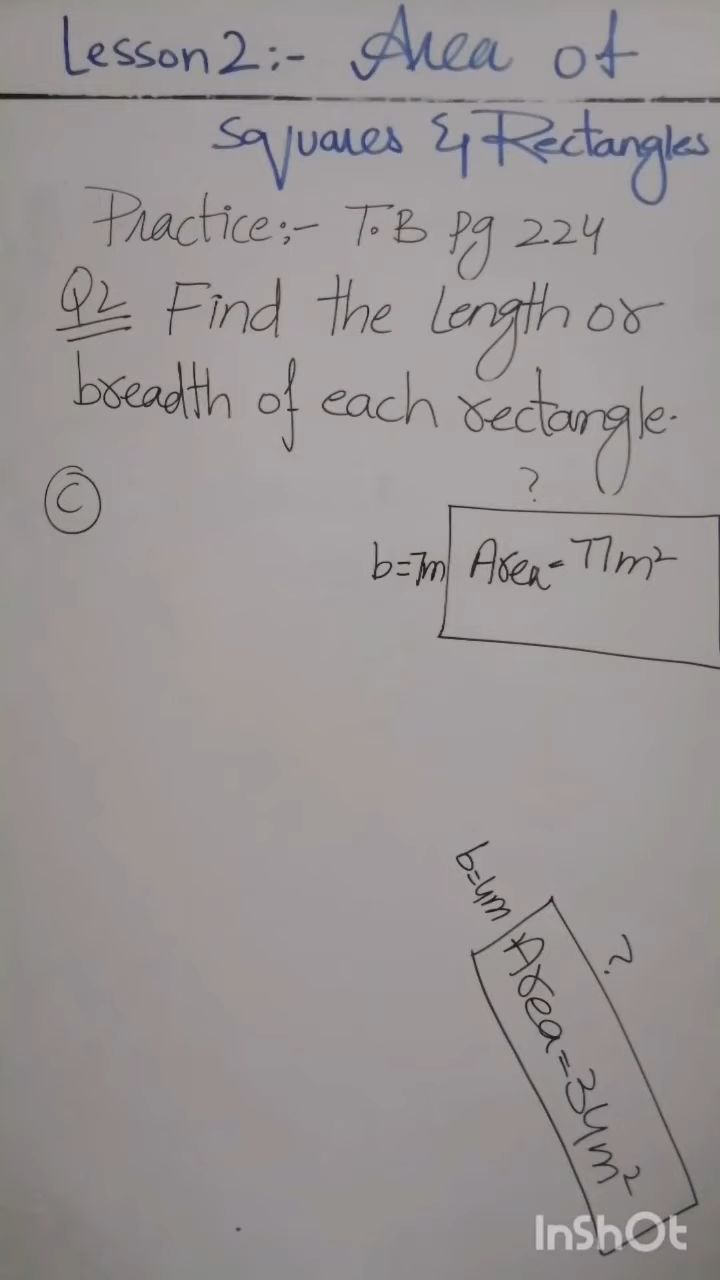 Lesson 2:- Area of
Squares & Rectangles
Practice:- T.B pg 224
Q2 Find the Length or
breadth of each rectangle.
C
?
b=7m Area=77m²
b=4m
?
Area=34m²
InShOt